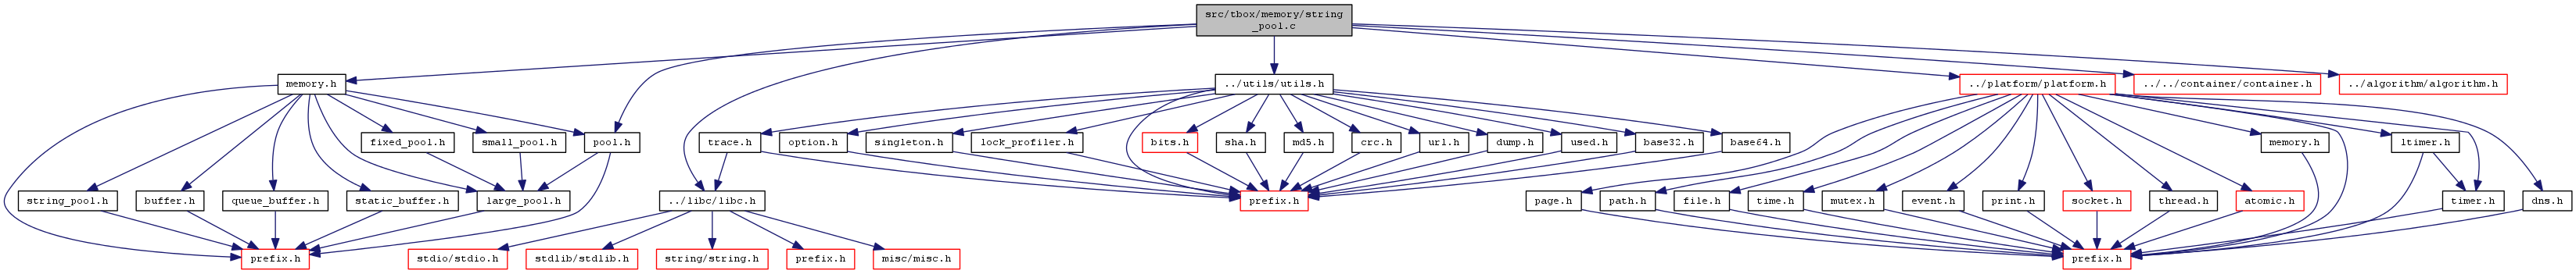 src/tbox/memory/string
_pool.c
memory.h
../utils/utils.h
../platform/platform.h
../../container/container.h
../algorithm/algorithm.h
fixed_pool.h
small_pool.h
pool.h
trace.h
option.h
singleton.h
lock_profiler.h
bits.h
sha.h
md5.h
crc.h
url.h
dump.h
used.h
base32.h
base64.h
memory.h
ltimer.h
string_pool.h
buffer.h
queue_buffer.h
static_buffer.h
large_pool.h
../libc/libc.h
prefix.h
page.h
path.h
file.h
time.h
mutex.h
event.h
print.h
socket.h
thread.h
atomic.h
timer.h
dns.h
prefix.h
stdio/stdio.h
stdlib/stdlib.h
string/string.h
prefix.h
misc/misc.h
prefix.h